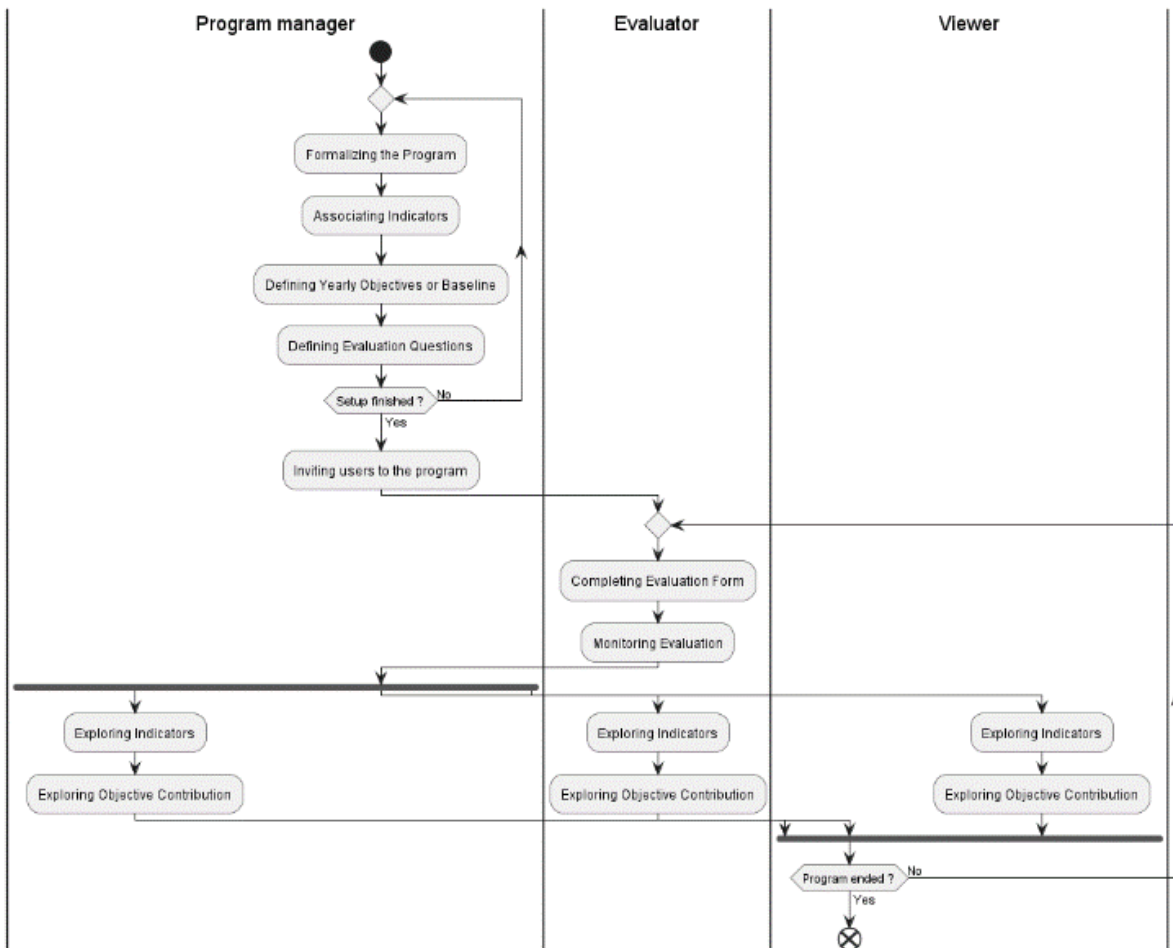 Program manager
Evaluator
Viewer
Formalizing the Program
Associating Indicators
Defining Yearly Objectives or Baseline
Defining Evaluation Questions
Setup finished ?
No
Yes
Inviting users to the program
Completing Evaluation Form
Monitoring Evaluation
Exploring Indicators
Exploring Indicators
Exploring Indicators
Exploring Objective Contribution
Exploring Objective Contribution
Exploring Objective Contribution
Program ended ?
No
Yes